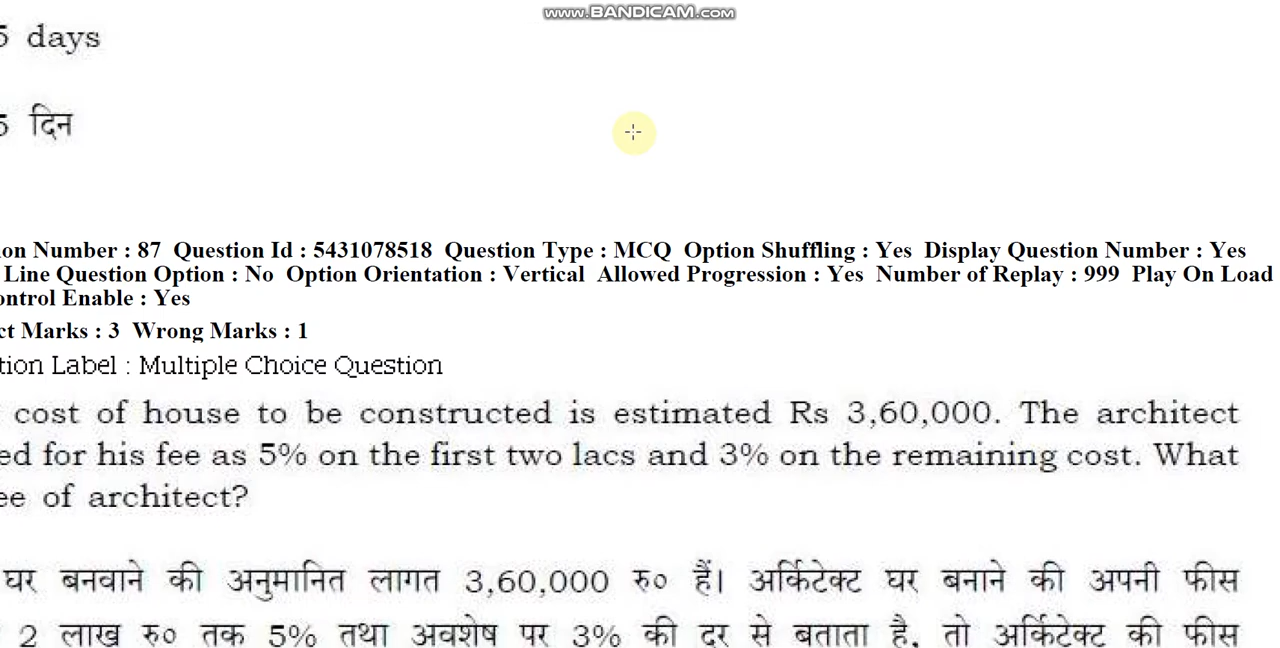 www.BANDICAM.com
5 days
5 दिन
on Number : 87 Question Id : 5431078518 Question Type : MCQ Option Shuffling : Yes Display Question Number : Yes
Line Question Option : No Option Orientation : Vertical Allowed Progression : Yes Number of Replay : 999 Play On Load
ontrol Enable : Yes
ct Marks : 3 Wrong Marks : 1
tion Label : Multiple Choice Question
cost of house to be constructed is estimated Rs 3,60,000. The architect
ed for his fee as 5% on the first two lacs and 3% on the remaining cost. What
ee of architect?
घर बनवाने की अनुमानित लागत 3,60,000 रु० हैं। अर्किटेक्ट घर बनाने की अपनी फीस
2 लाख रु० तक 5% तथा अवशेष पर 3% की दर से बताता है, तो अर्किटेक्ट की फीस